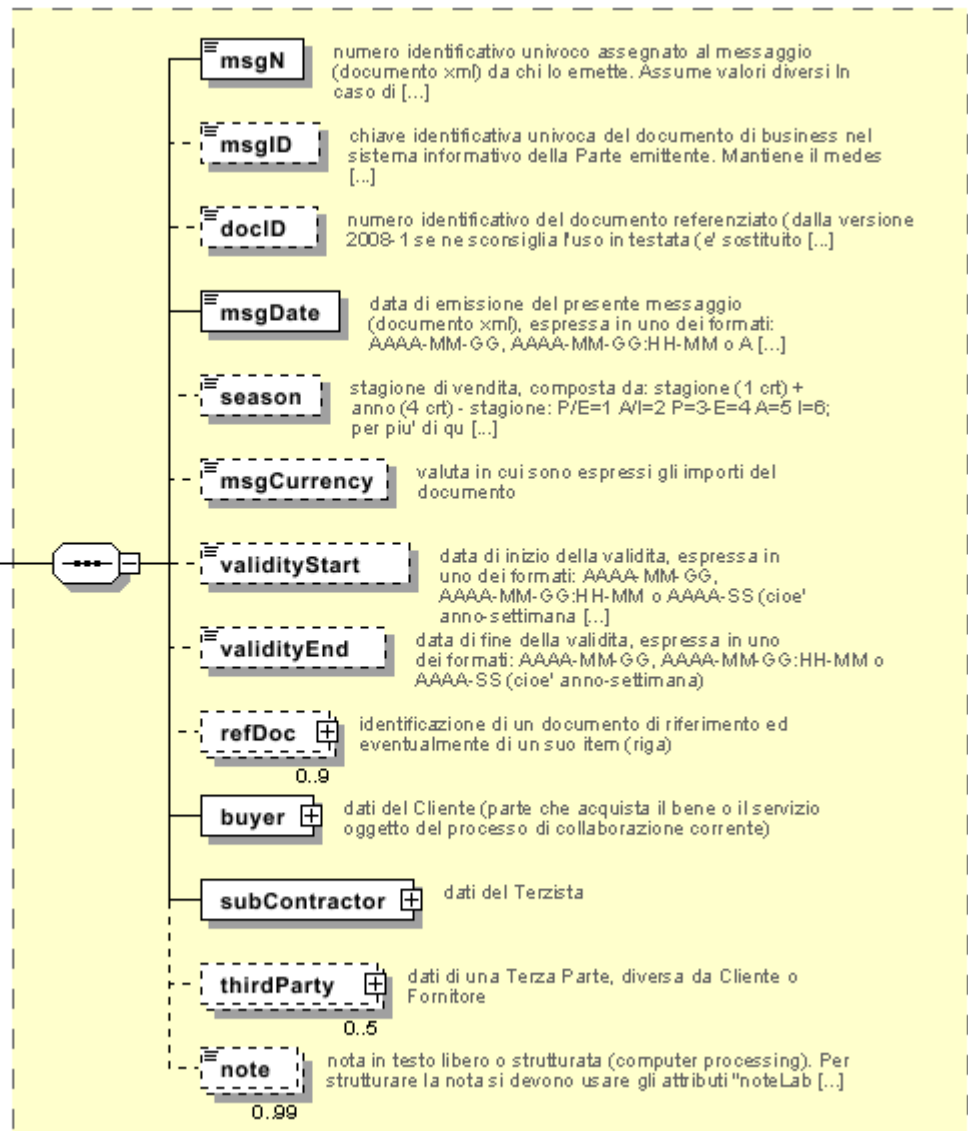 msgN
numero identificativo univoco assegnato al messaggio
(documento xml) da chi lo emette. Assume valori diversi In
caso di [...]
msgID
chiave identificativa univoca del documento di business nel
sistema informativo della Parte emittente. Mantiene il medes
[...]
docID
numero identificativo del documento referenziato (dalla versione
2008-1 se ne sconsiglia l'uso in testata (e' sostituito [...]
msgDate
data di emissione del presente messaggio
(documento xml), espressa in uno dei formati:
AAAA-MM-GG, AAAA-MM-GG:HH-MM o A [...]
season
stagione di vendita, composta da: stagione (1 crt) +
anno (4 crt) - stagione: P/E=1 A/I=2 P=3-E=4 A=5 I=6;
per piu' di qu [...]
msgCurrency
valuta in cui sono espressi gli importi del
documento
validityStart
data di inizio della validita, espressa in
uno dei formati: AAAA-MM-GG,
AAAA-MM-GG:HH-MM o AAAA-SS (cioe'
anno-settimana [...]
validityEnd
data di fine della validita, espressa in uno
dei formati: AAAA-MM-GG, AAAA-MM-GG:HH-MM o
AAAA-SS (cioe' anno-settimana)
refDoc
0..9
identificazione di un documento di riferimento ed
eventualmente di un suo item (riga)
buyer
dati del Cliente (parte che acquista il bene o il servizio
oggetto del processo di collaborazione corrente)
subContractor
dati del Terzista
thirdParty
0..5
dati di una Terza Parte, diversa da Cliente o
Fornitore
note
0..99
nota in testo libero o strutturata (computer processing). Per
strutturare la nota si devono usare gli attributi "noteLab [...]